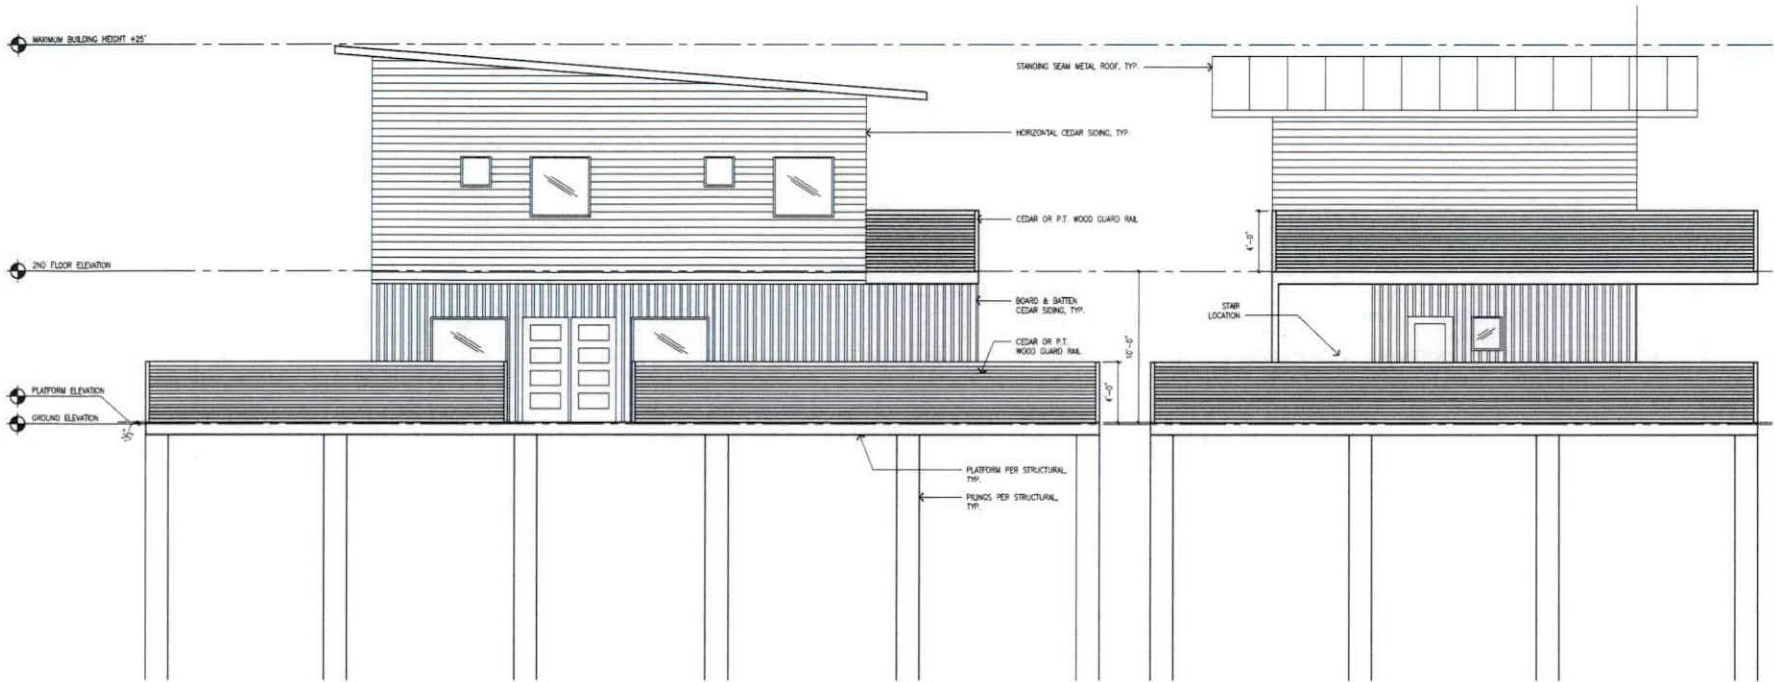 MAXIMUM BUILDING HEIGHT +25'
STANDING SEAM METAL ROOF, TYP.
HORIZONTAL CEDAR SIDING, TYP.
CEDAR OR P.T. WOOD GUARD RAIL
4'-0"
2ND FLOOR ELEVATION
BOARD & BATTEN
CEDAR SIDING, TYP.
STAIR
LOCATION
CEDAR OR P.T.
WOOD GUARD RAIL
10'-0"
4'-0"
PLATFORM ELEVATION
GROUND ELEVATION
PLATFORM PER STRUCTURAL,
TYP.
PILINGS PER STRUCTURAL,
TYP.